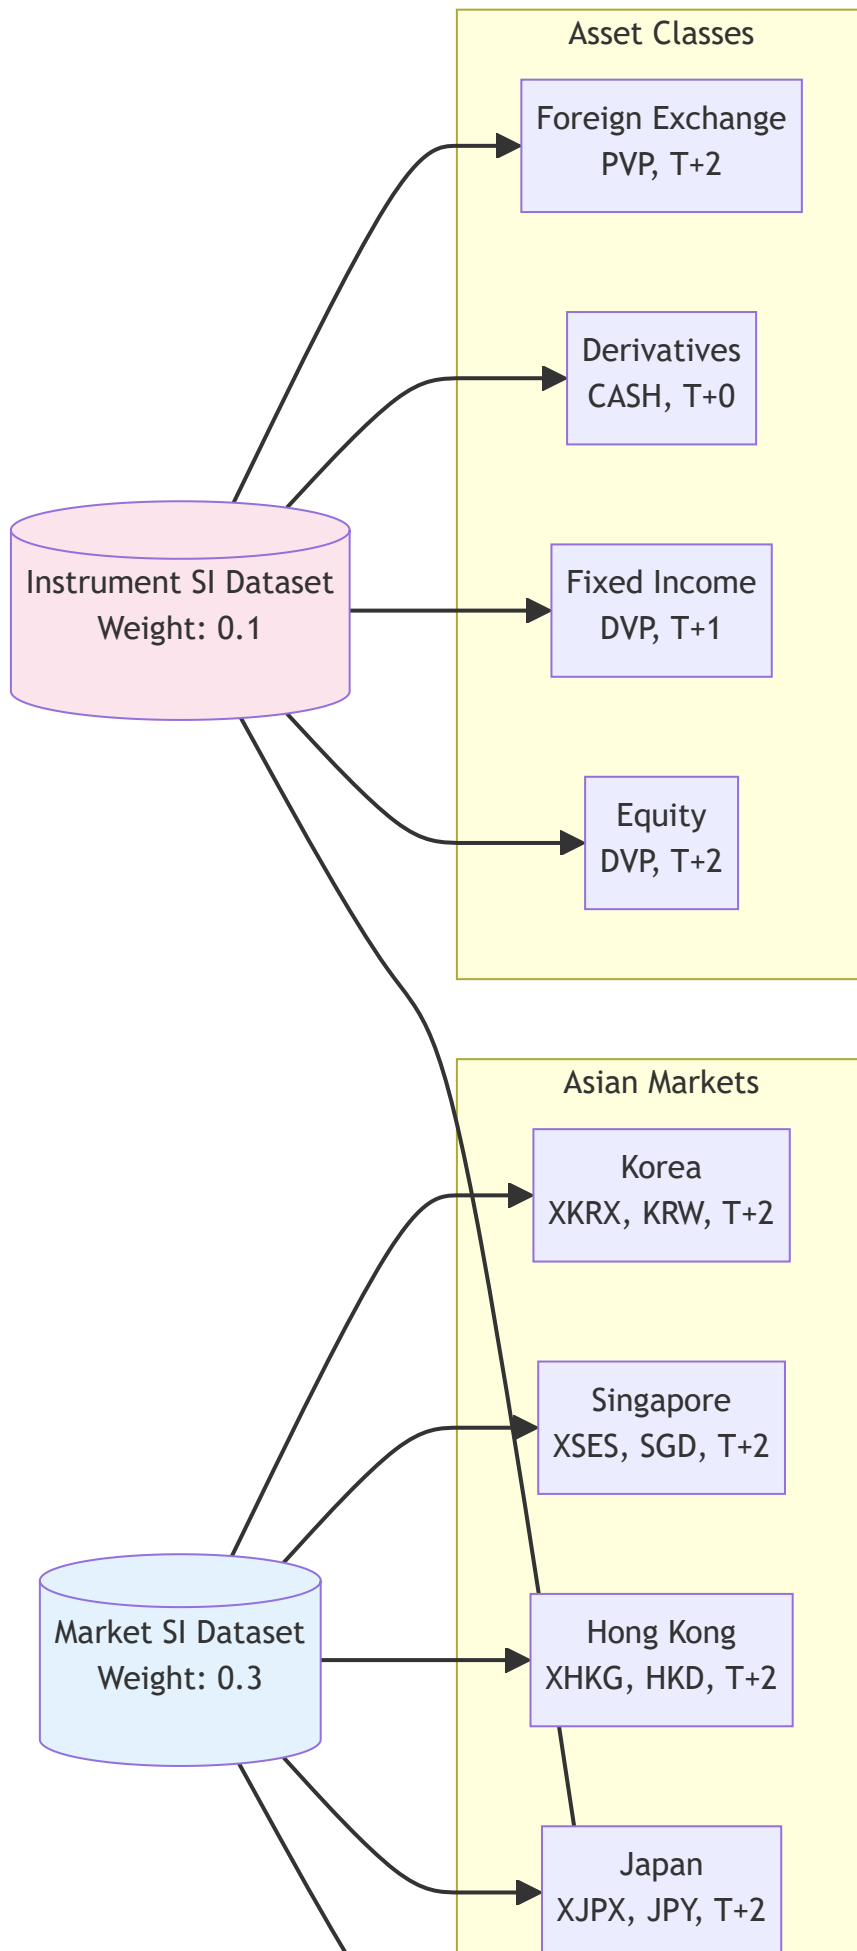 Asset Classes
Foreign Exchange
PVP, T+2
Derivatives
CASH, T+0
Instrument SI Dataset
Weight: 0.1
Fixed Income
DVP, T+1
Equity
DVP, T+2
Asian Markets
Korea
XKRX, KRW, T+2
Singapore
XSES, SGD, T+2
Market SI Dataset
Weight: 0.3
Hong Kong
XHKG, HKD, T+2
Japan
XJPX, JPY, T+2